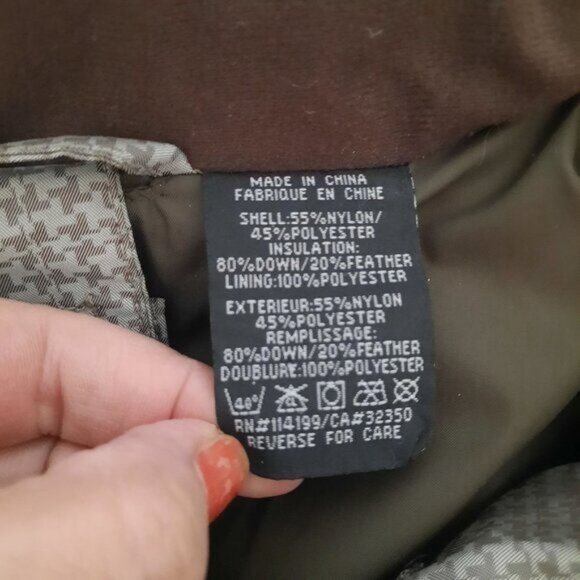 MADE IN CHINA
FABRIQUE EN CHINE
SHELL:55%NYLON/
45%POLYESTER
INSULATION:
80%DOWN/20%FEATHER
LINING:100%POLYESTER
EXTERIEUR:55%NYLON
45%POLYESTER
REMPLISSAGE:
80%DOWN/20%FEATHER
DOUBLURE:100%POLYESTER
40°
RN#114199/CA#32350
REVERSE FOR CARE